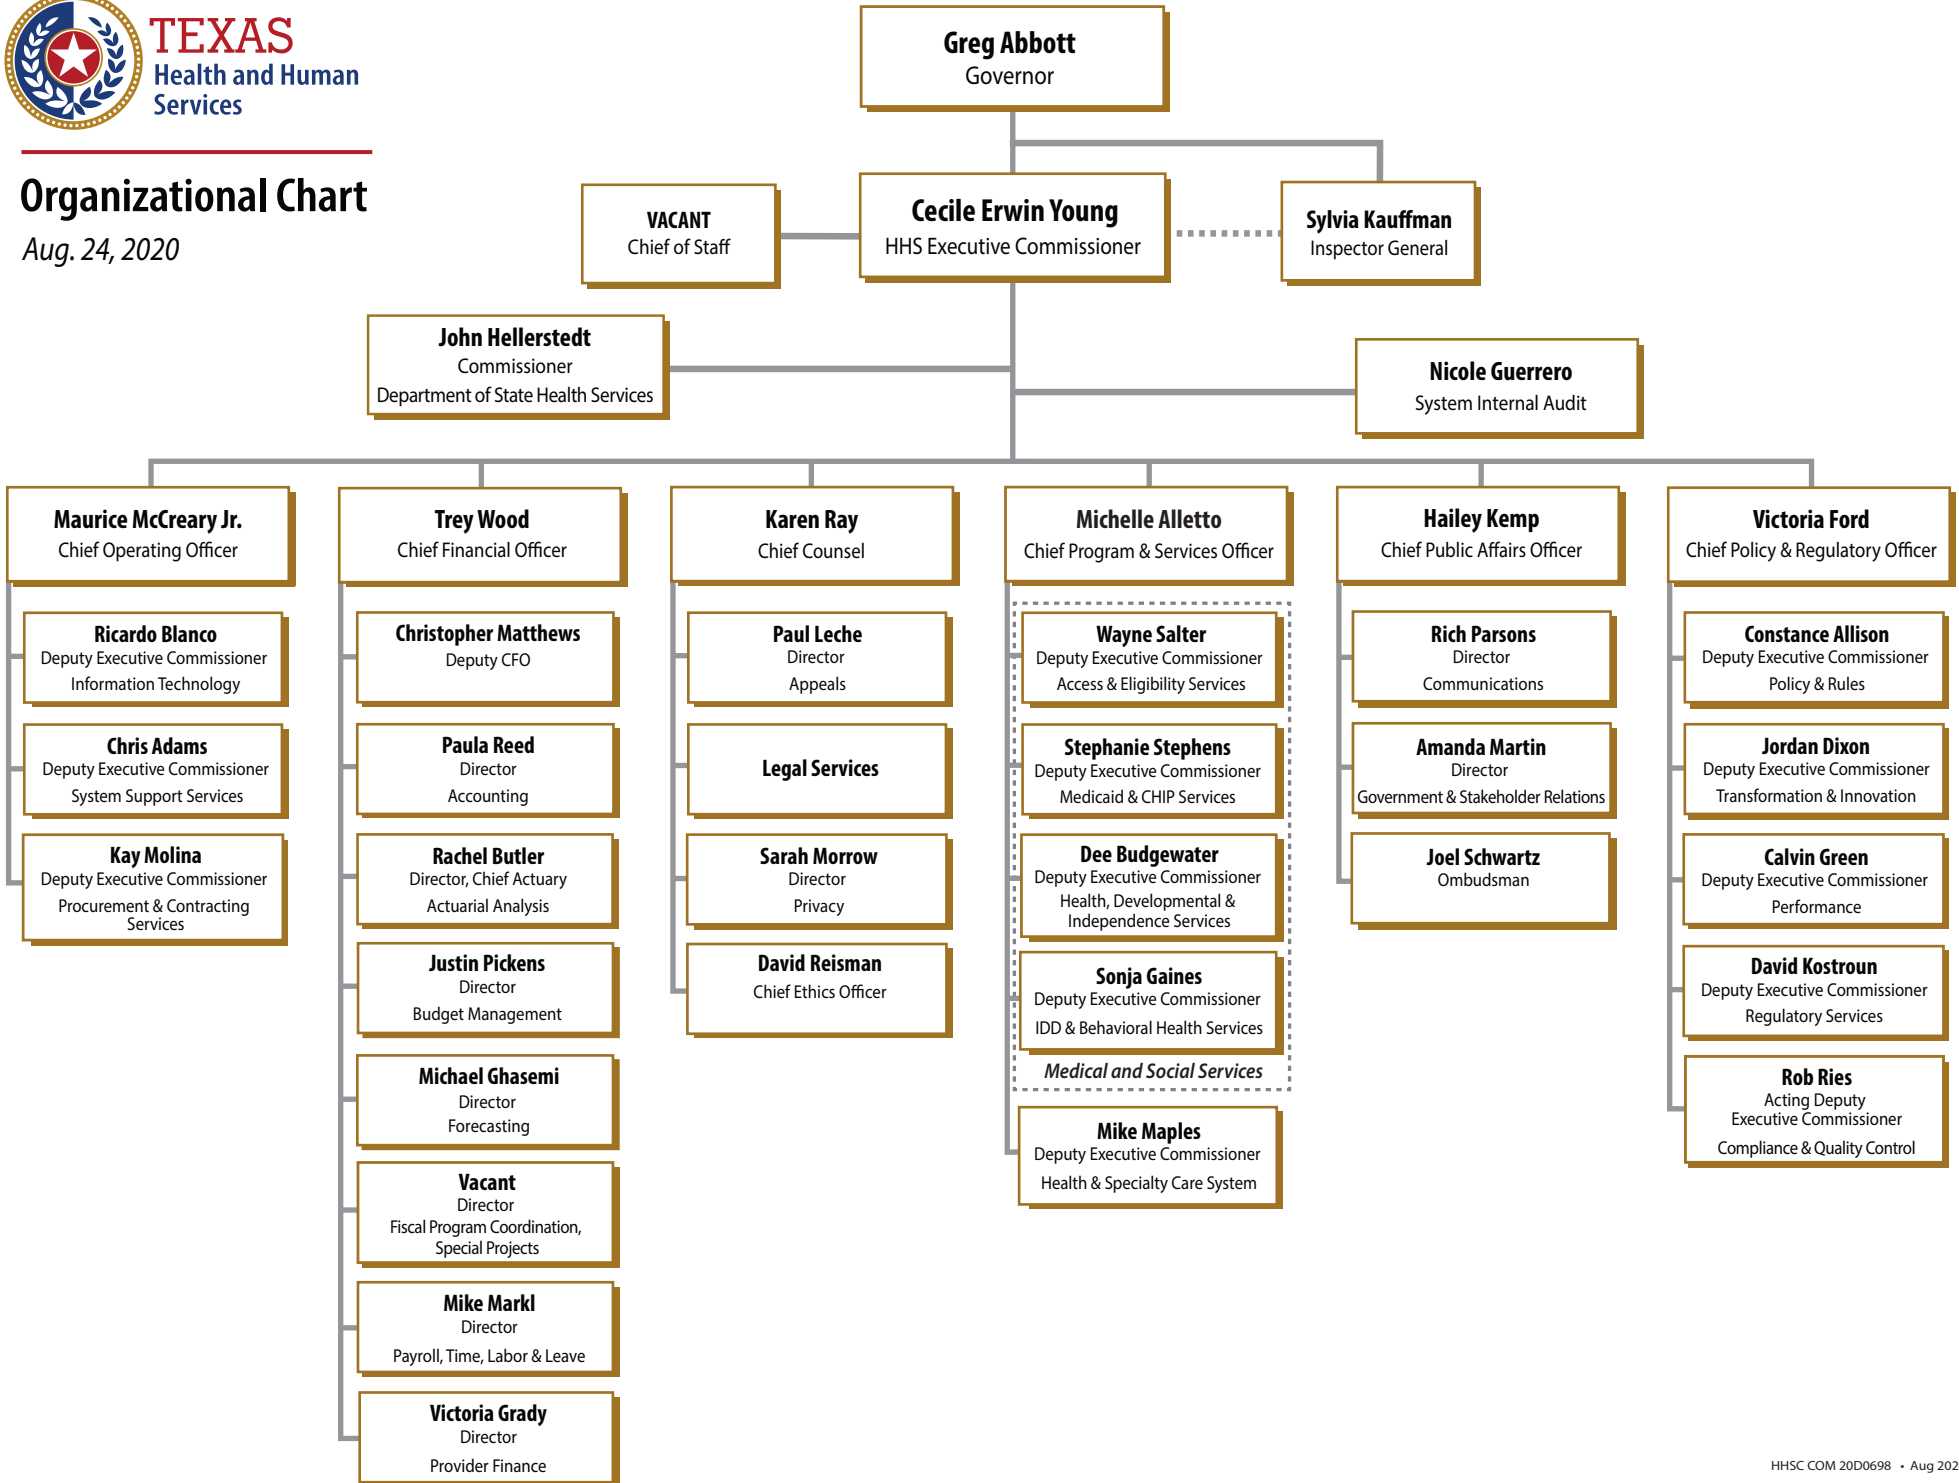 TEXAS
Health and Human
Services
Organizational Chart
Aug. 24, 2020
Greg Abbott
Governor
VACANT
Chief of Staff
Cecile Erwin Young
HHS Executive Commissioner
Sylvia Kauffman
Inspector General
John Hellerstedt
Commissioner
Department of State Health Services
Nicole Guerrero
System Internal Audit
Maurice McCreary Jr.
Chief Operating Officer
Ricardo Blanco
Deputy Executive Commissioner
Information Technology
Chris Adams
Deputy Executive Commissioner
System Support Services
Kay Molina
Deputy Executive Commissioner
Procurement & Contracting
Services
Trey Wood
Chief Financial Officer
Christopher Matthews
Deputy CFO
Paula Reed
Director
Accounting
Rachel Butler
Director, Chief Actuary
Actuarial Analysis
Justin Pickens
Director
Budget Management
Michael Ghasemi
Director
Forecasting
Vacant
Director
Fiscal Program Coordination,
Special Projects
Mike Markl
Director
Payroll, Time, Labor & Leave
Victoria Grady
Director
Provider Finance
Karen Ray
Chief Counsel
Paul Leche
Director
Appeals
Legal Services
Sarah Morrow
Director
Privacy
David Reisman
Chief Ethics Officer
Michelle Alletto
Chief Program & Services Officer
Wayne Salter
Deputy Executive Commissioner
Access & Eligibility Services
Stephanie Stephens
Deputy Executive Commissioner
Medicaid & CHIP Services
Dee Budgewater
Deputy Executive Commissioner
Health, Developmental &
Independence Services
Sonja Gaines
Deputy Executive Commissioner
IDD & Behavioral Health Services
Medical and Social Services
Mike Maples
Deputy Executive Commissioner
Health & Specialty Care System
Hailey Kemp
Chief Public Affairs Officer
Rich Parsons
Director
Communications
Amanda Martin
Director
Government & Stakeholder Relations
Joel Schwartz
Ombudsman
Victoria Ford
Chief Policy & Regulatory Officer
Constance Allison
Deputy Executive Commissioner
Policy & Rules
Jordan Dixon
Deputy Executive Commissioner
Transformation & Innovation
Calvin Green
Deputy Executive Commissioner
Performance
David Kostroun
Deputy Executive Commissioner
Regulatory Services
Rob Ries
Acting Deputy
Executive Commissioner
Compliance & Quality Control
HHSC COM 20D0698 • Aug 202